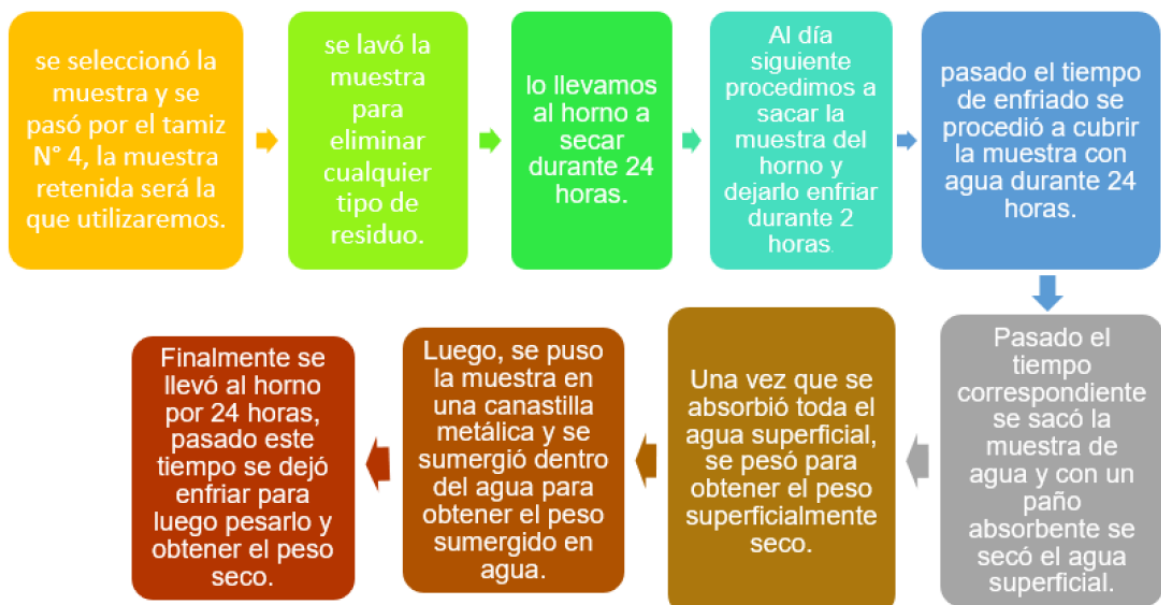 se seleccionó la
muestra y se
pasó por el tamiz
N° 4, la muestra
retenida será la
que utilizaremos.
se lavó la
muestra
para
eliminar
cualquier
tipo de
residuo.
lo llevamos
al horno a
secar
durante 24
horas.
Al día
siguiente
procedimos a
sacar la
muestra del
horno y
dejarlo enfriar
durante 2
horas.
pasado el tiempo
de enfriado se
procedió a cubrir
la muestra con
agua durante 24
horas.
Pasado el
tiempo
correspondiente
se sacó la
muestra de
agua y con un
paño
absorbente se
secó el agua
superficial.
Una vez que se
absorbió toda el
agua superficial,
se pesó para
obtener el peso
superficialmente
seco.
Luego, se puso
la muestra en
una canastilla
metálica y se
sumergió dentro
del agua para
obtener el peso
sumergido en
agua.
Finalmente se
llevó al horno
por 24 horas,
pasado este
tiempo se dejó
enfriar para
luego pesarlo y
obtener el peso
seco.